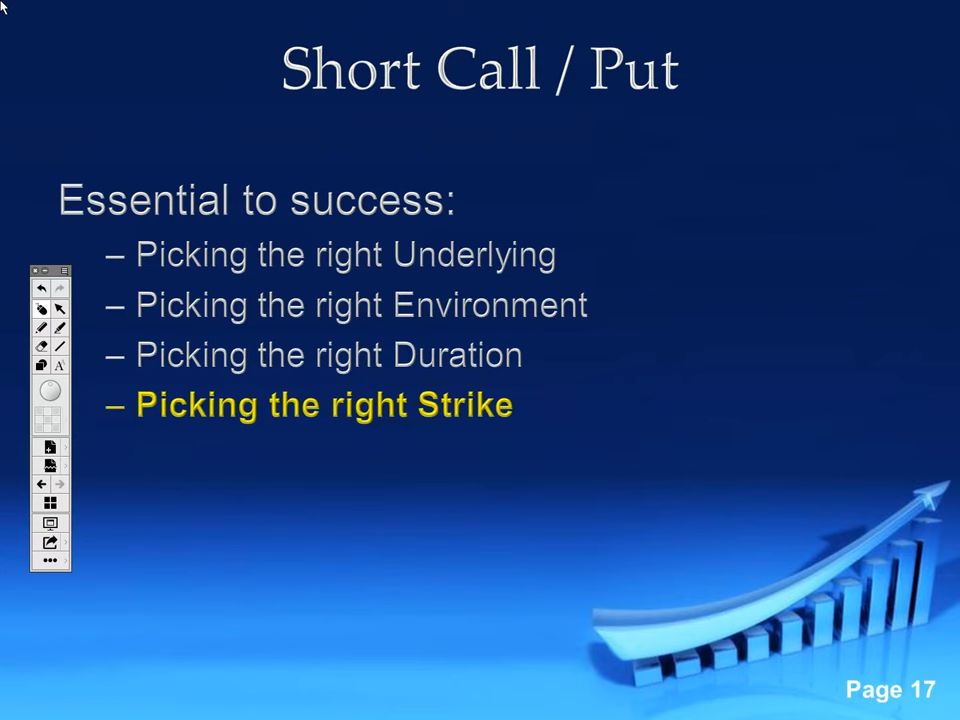 Short Call / Put
Essential to success:
– Picking the right Underlying
– Picking the right Environment
– Picking the right Duration
– Picking the right Strike
Page 17